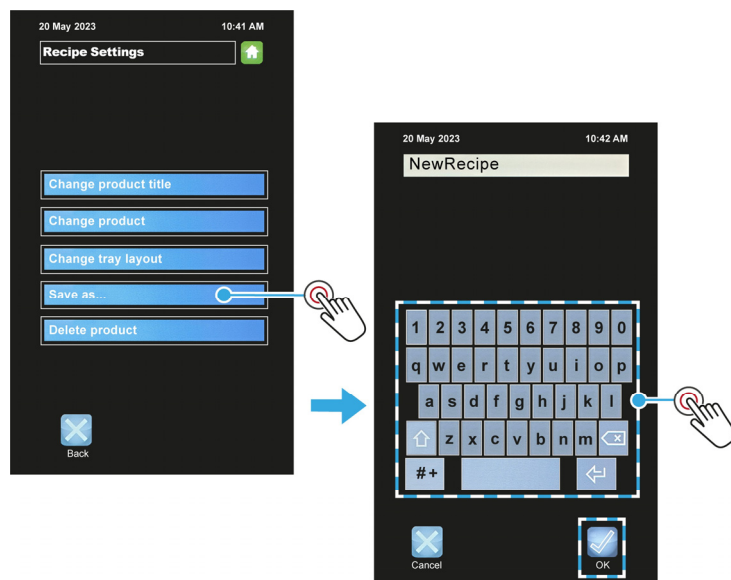 20 May 2023 10:41 AM
Recipe Settings
Change product title
Change product
Change tray layout
Save as...
Delete product
Back
20 May 2023 10:42 AM
NewRecipe
1 2 3 4 5 6 7 8 9 0
q w e r t y u i o p
a s d f g h j k l
z x c v b n m
#+
Cancel OK